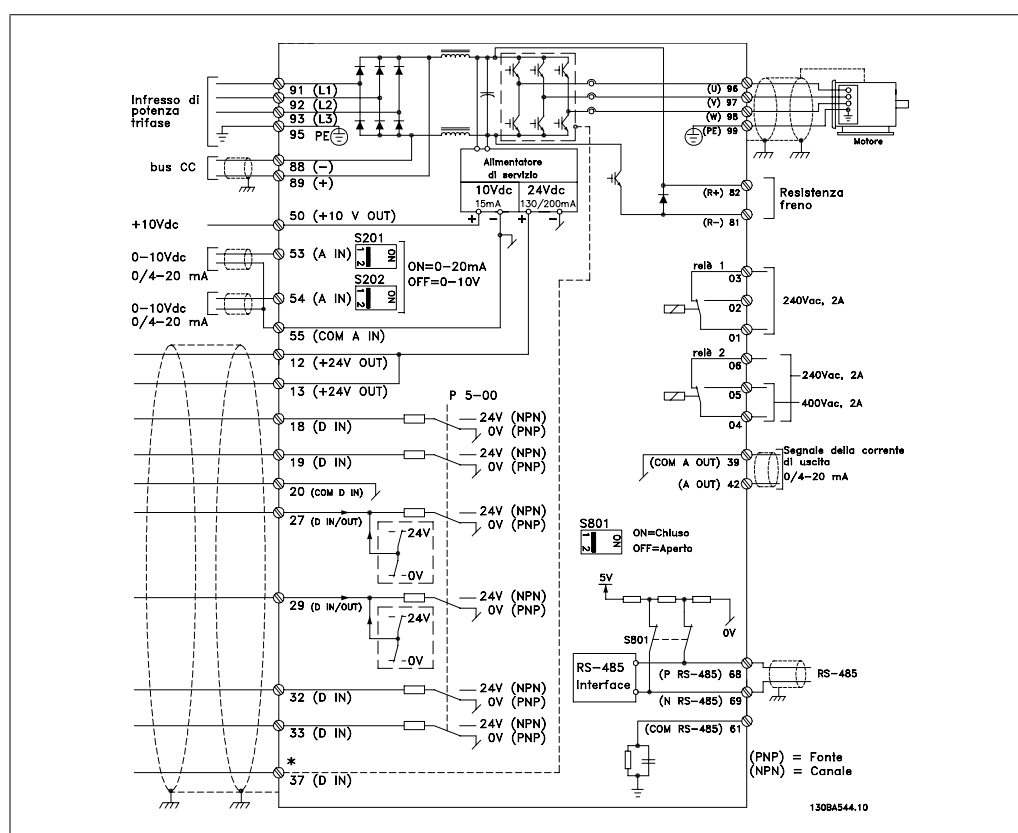 Infresso di
potenza
trifase
91 (L1)
92 (L2)
93 (L3)
95 PE
bus CC
88 (-)
89 (+)
+10Vdc
50 (+10 V OUT)
0-10Vdc
0/4-20 mA
53 (A IN)
S201
1 2
ON
ON=0-20mA
OFF=0-10V
S202
1 2
ON
0-10Vdc
0/4-20 mA
54 (A IN)
55 (COM A IN)
12 (+24V OUT)
13 (+24V OUT)
P 5-00
18 (D IN)
24V (NPN)
0V (PNP)
19 (D IN)
24V (NPN)
0V (PNP)
20 (COM D IN)
27 (D IN/OUT)
24V (NPN)
0V (PNP)
24V
0V
29 (D IN/OUT)
24V (NPN)
0V (PNP)
24V
0V
32 (D IN)
24V (NPN)
0V (PNP)
33 (D IN)
24V (NPN)
0V (PNP)
*
37 (D IN)
Alimentatore
di servizio
10Vdc
15mA
24Vdc
130/200mA
+ - + -
(U) 96
(V) 97
(W) 98
(PE) 99
Motore
(R+) 82
(R-) 81
Resistenza
freno
relè 1
03
02
01
240Vac, 2A
relè 2
06
05
04
240Vac, 2A
400Vac, 2A
(COM A OUT) 39
(A OUT) 42
Segnale della corrente
di uscita
0/4-20 mA
S801
1 2
ON
ON=Chiuso
OFF=Aperto
5V
S801
0V
RS-485
Interface
(P RS-485) 68
(N RS-485) 69
(COM RS-485) 61
RS-485
(PNP) = Fonte
(NPN) = Canale
130BA544.10